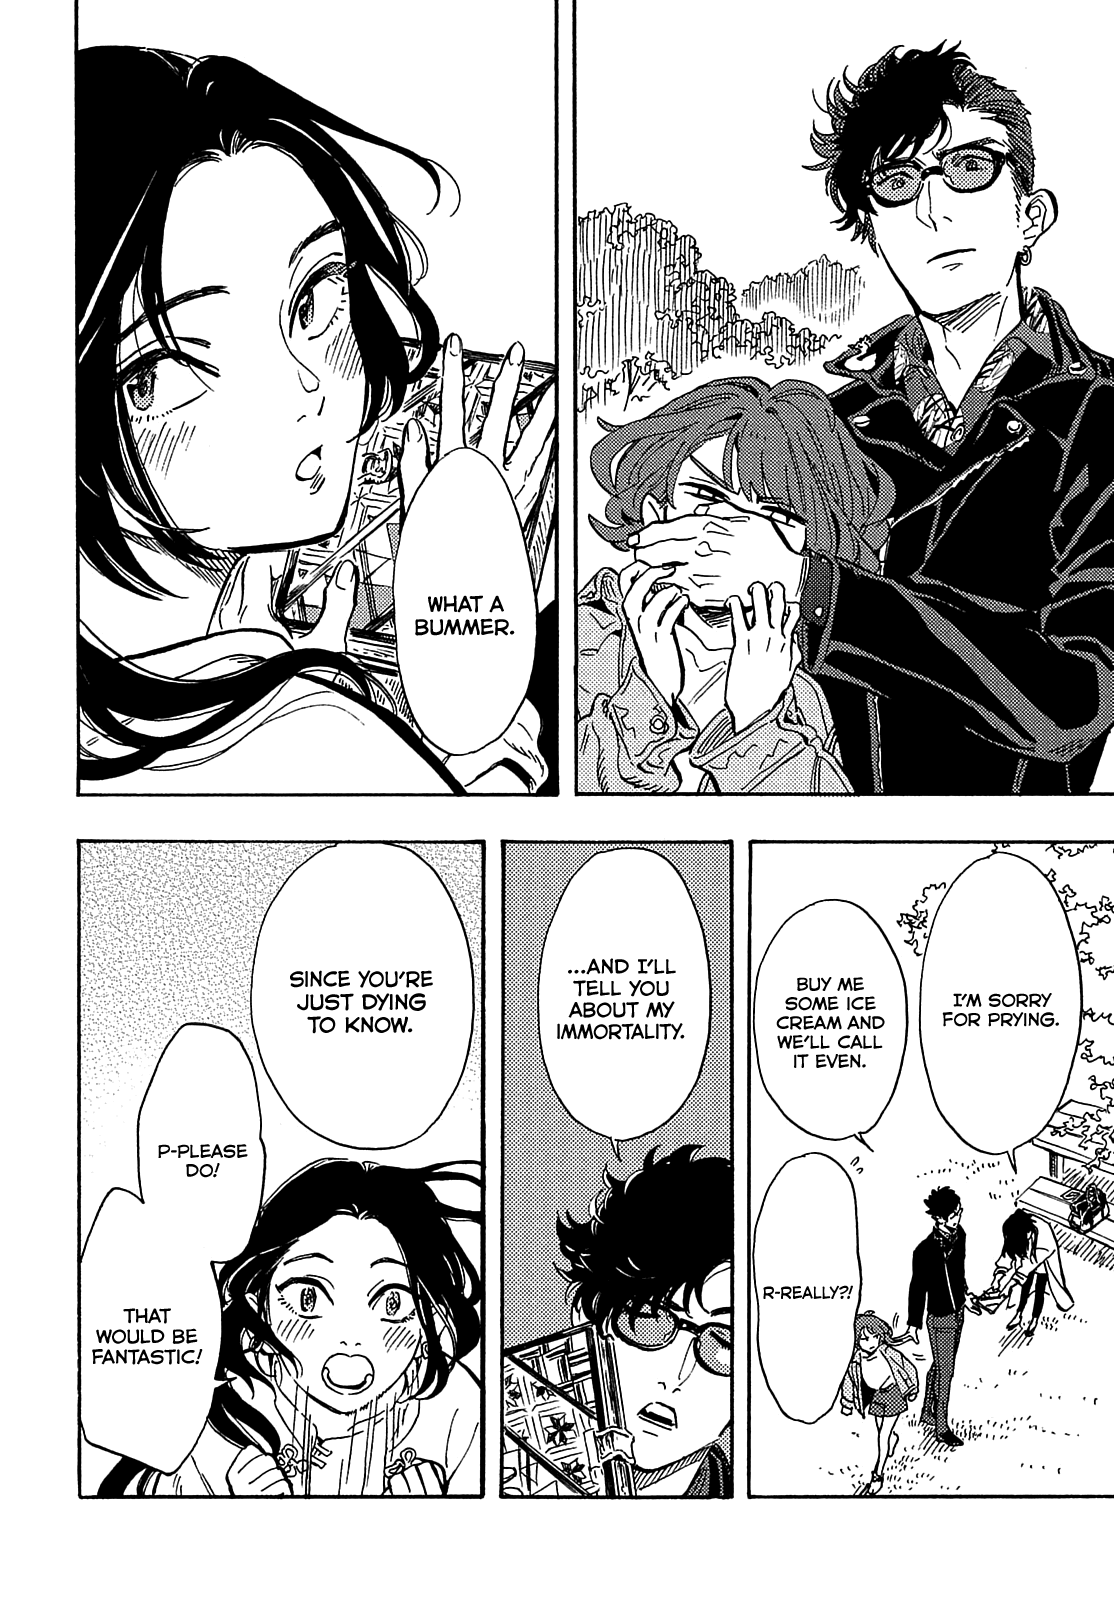 WHAT A
BUMMER.
I'M SORRY
FOR PRYING.
BUY ME
SOME ICE
CREAM AND
WE'LL CALL
IT EVEN.
R-REALLY?!
...AND I'LL
TELL YOU
ABOUT MY
IMMORTALITY.
SINCE YOU'RE
JUST DYING
TO KNOW.
P-PLEASE
DO!
THAT
WOULD BE
FANTASTIC!